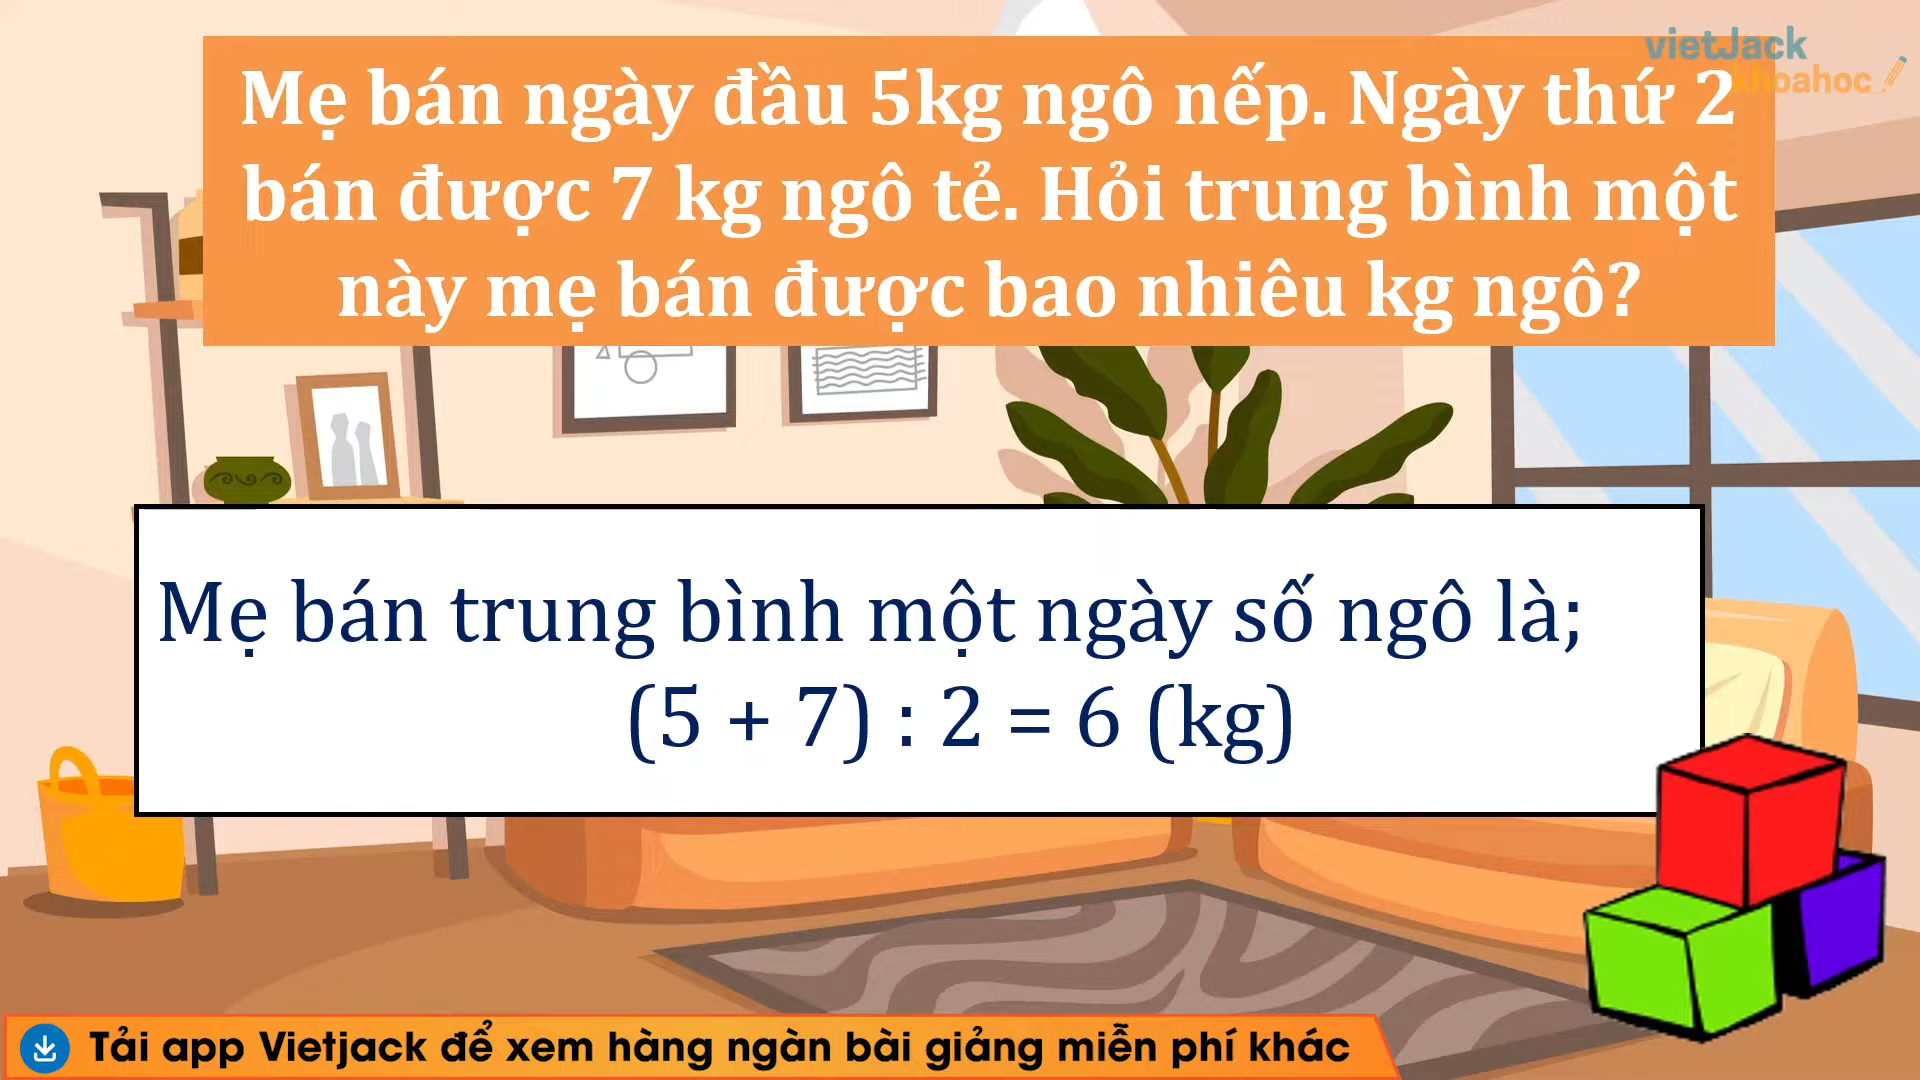 vietJack
khoahoc
Mẹ bán ngày đầu 5kg ngô nếp. Ngày thứ 2
bán được 7 kg ngô tẻ. Hỏi trung bình một
này mẹ bán được bao nhiêu kg ngô?
Mẹ bán trung bình một ngày số ngô là;
(5 + 7) : 2 = 6 (kg)
Tải app Vietjack để xem hàng ngàn bài giảng miễn phí khác